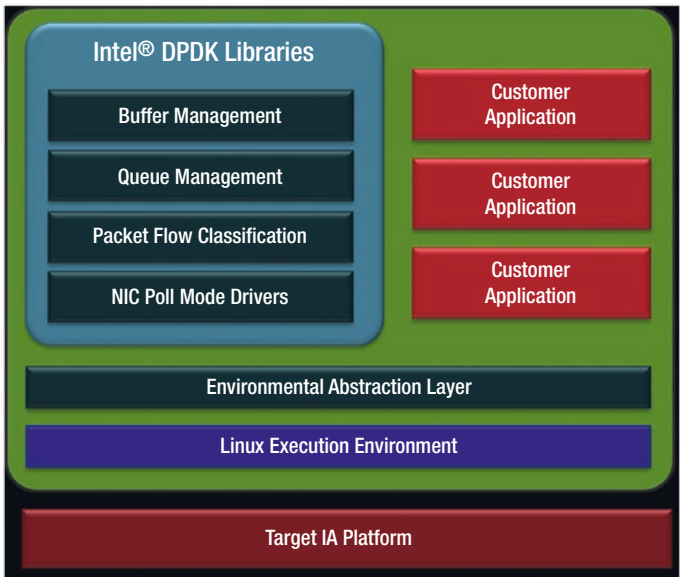 Intel® DPDK Libraries
Buffer Management
Queue Management
Packet Flow Classification
NIC Poll Mode Drivers
Customer
Application
Customer
Application
Customer
Application
Environmental Abstraction Layer
Linux Execution Environment
Target IA Platform